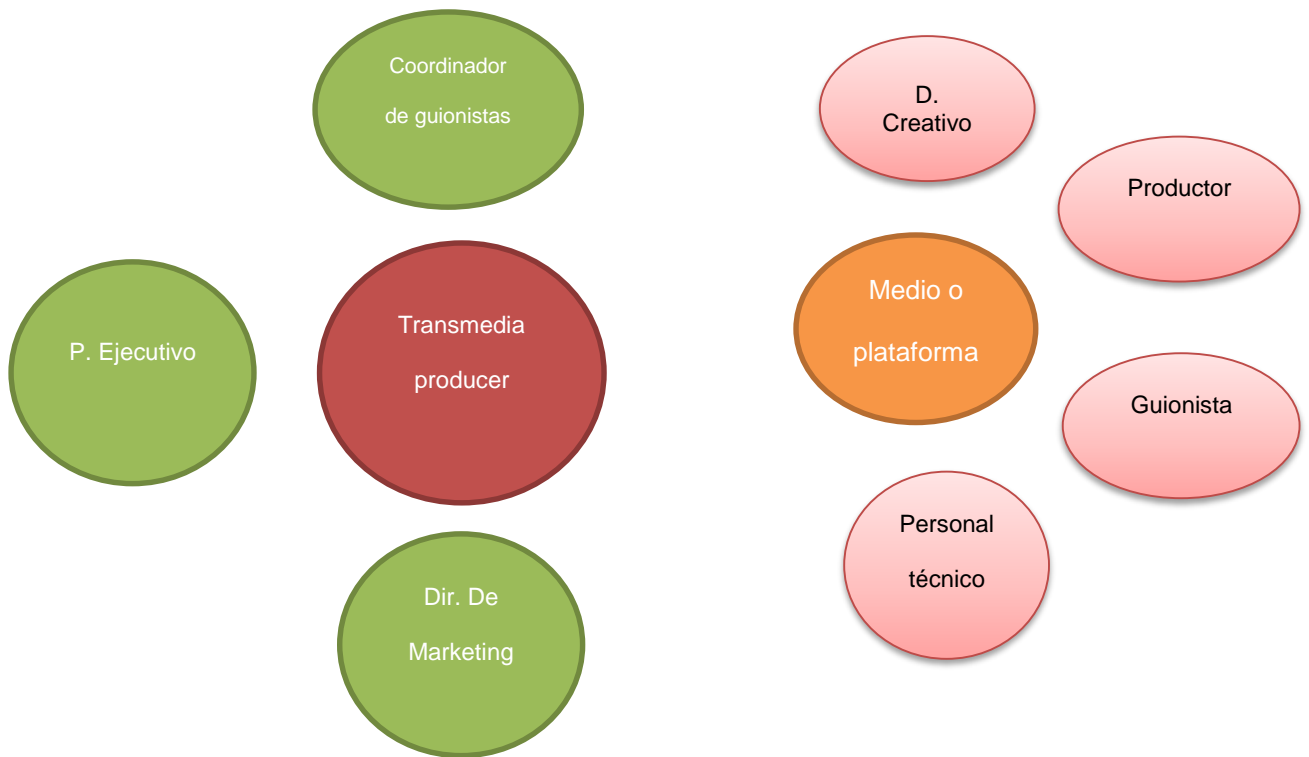 Coordinador
de guionistas
D.
Creativo
Productor
P. Ejecutivo
Transmedia
producer
Medio o
plataforma
Guionista
Personal
técnico
Dir. De
Marketing